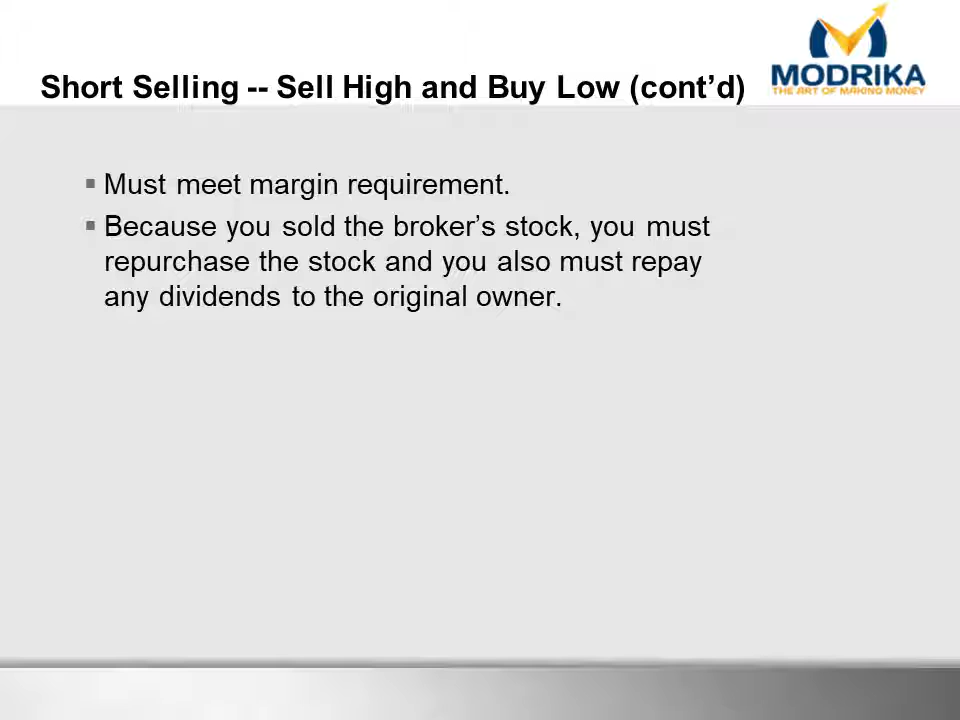 MODRIKA
THE ART OF MAKING MONEY
Short Selling -- Sell High and Buy Low (cont’d)
Must meet margin requirement.
Because you sold the broker’s stock, you must
repurchase the stock and you also must repay
any dividends to the original owner.